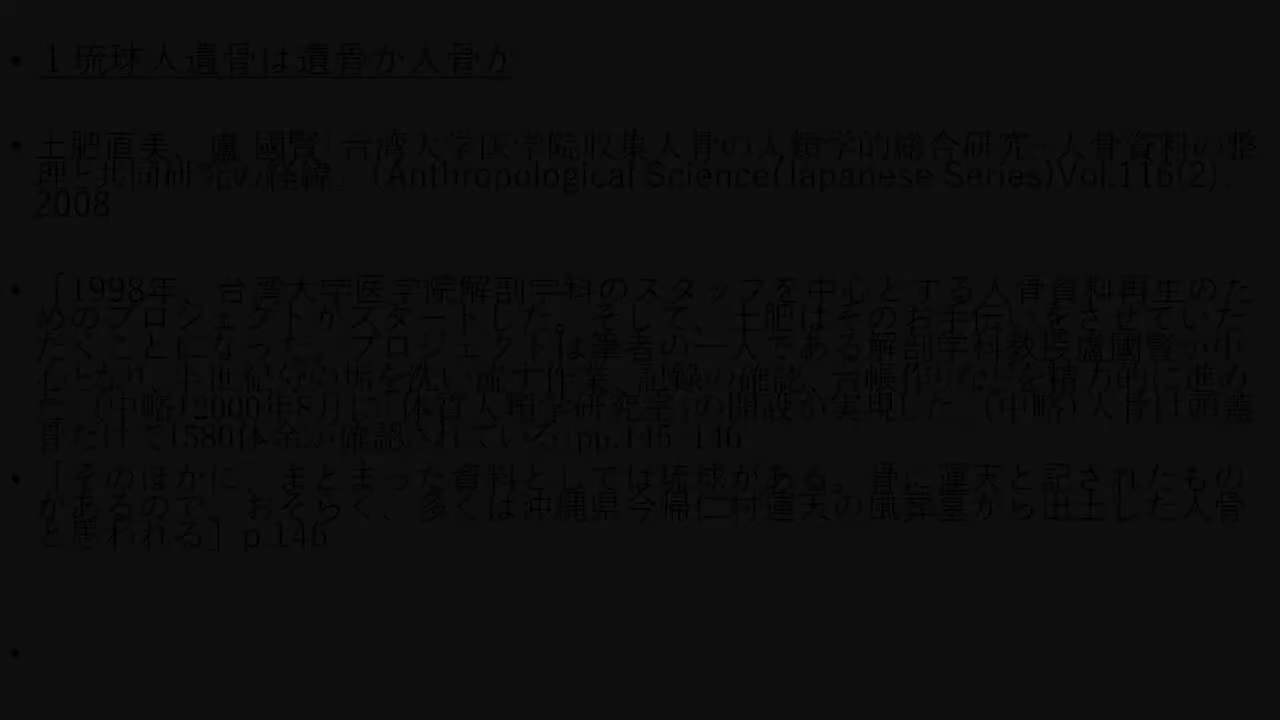 • １琉球人遺骨は遺骨か人骨か
• 土肥直美、盧 國賢「台湾大学医学院収集人骨の人類学的総合研究−人骨資料の整
理と共同研究の経緯」（Anthropological Science(Japanese Series)Vol.116(2)、
2008
• 「1998年、台湾大学医学院解剖学科のスタッフを中心とする人骨資料再生のた
めのプロジェクトがスタートした。そして、土肥はそのお手伝いをさせていた
だくことになった。プロジェクトは筆者の一人である解剖学科教授盧國賢が中
心となり、半世紀分の垢を洗い流す作業、記録の確認、台帳作りなどを精力的に進め
た。(中略)2000年8月に「体質人類学研究室」の開設が実現した。(中略) 人骨は頭蓋
骨だけで1580体余が確認されている」pp.145-146
• 「そのほかに、まとまった資料としては琉球がある。骨に運天と記されたもの
があるので、おそらく、多くは沖縄県今帰仁村運天の風葬墓から出土した人骨
と思われる」p.146
•